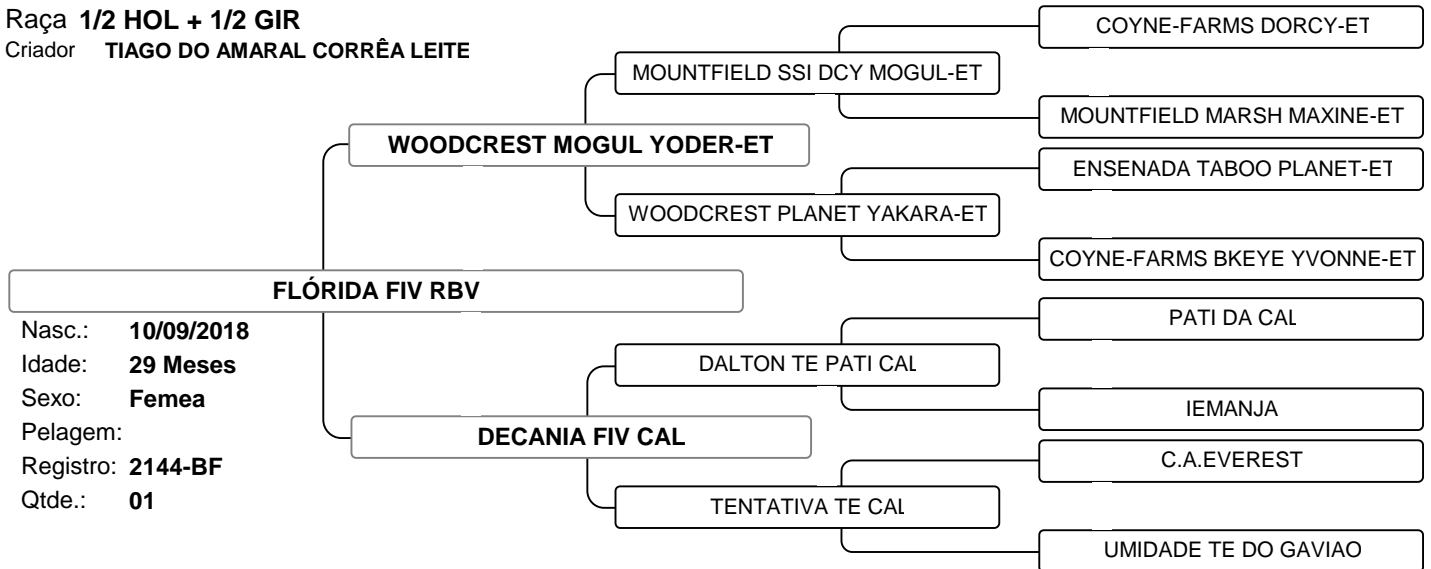 Raça 1/2 HOL + 1/2 GIR
Criador TIAGO DO AMARAL CORRÊA LEITE
COYNE-FARMS DORCY-ET
MOUNTFIELD SSI DCY MOGUL-ET
MOUNTFIELD MARSH MAXINE-ET
WOODCREST MOGUL YODER-ET
ENSENADA TABOO PLANET-ET
WOODCREST PLANET YAKARA-ET
COYNE-FARMS BKEYE YVONNE-ET
FLÓRIDA FIV RBV
Nasc.: 10/09/2018
Idade: 29 Meses
Sexo: Femea
Pelagem:
Registro: 2144-BF
Qtde.: 01
PATI DA CAL
DALTON TE PATI CAL
IEMANJA
DECANIA FIV CAL
C.A.EVEREST
TENTATIVA TE CAL
UMIDADE TE DO GAVIAO